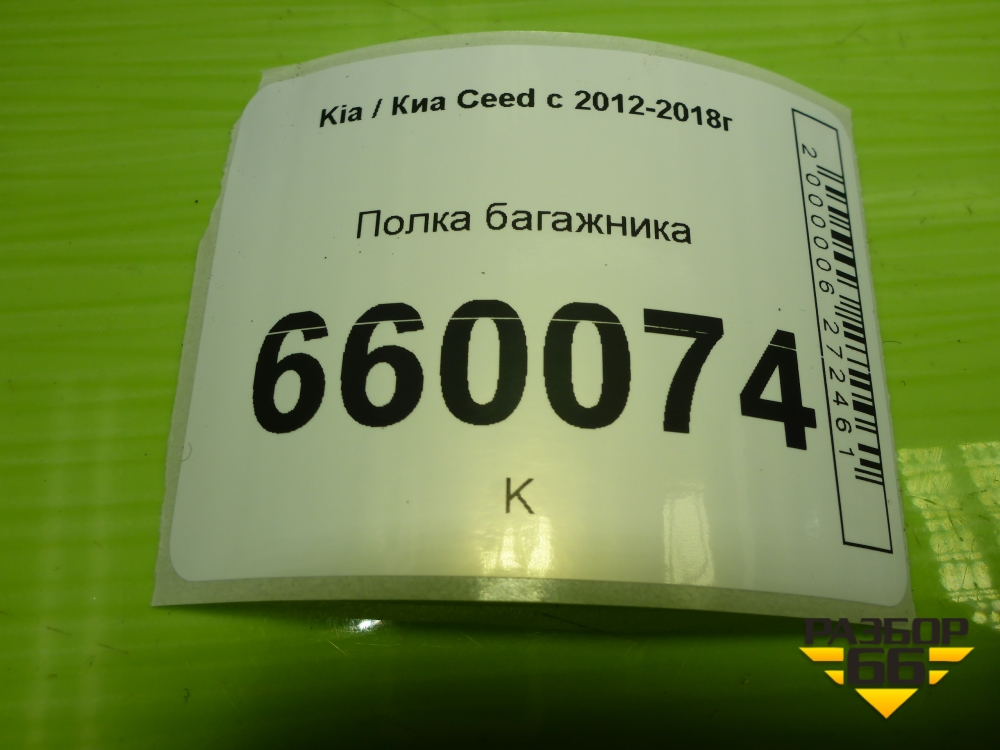 Kia / Киа Ceed с 2012-2018г
Полка багажника
660074
К
2000006272461
РАЗБОР
66